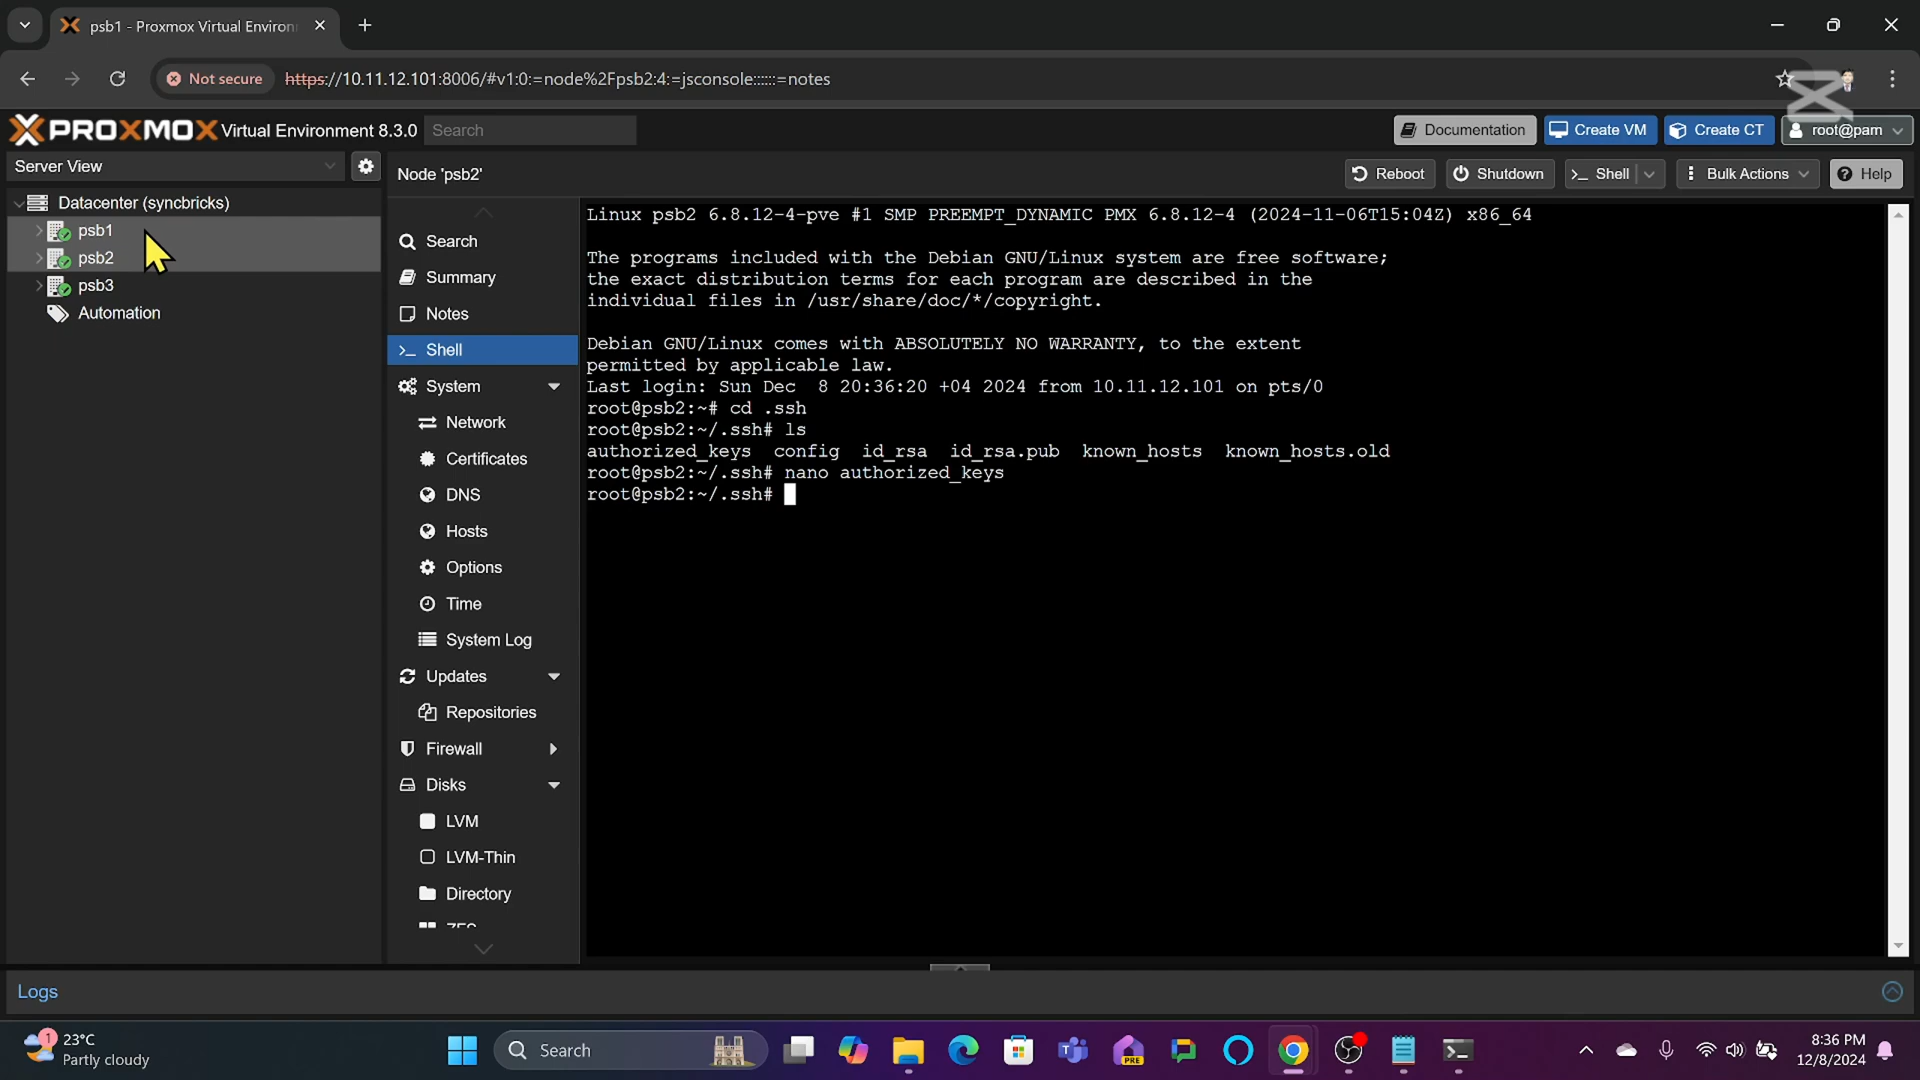 psb1 - Proxmox Virtual Environ
Not secure
https://10.11.12.101:8006/#v1:0:=node%2Fpsb2:4:=jsconsole::::::=notes
PROXMOX Virtual Environment 8.3.0
Search
Documentation
Create VM
Create CT
root@pam
Server View
Node 'psb2'
Reboot
Shutdown
Shell
Bulk Actions
Help
Datacenter (syncbricks)
psb1
psb2
psb3
Automation
Search
Summary
Notes
Shell
System
Network
Certificates
DNS
Hosts
Options
Time
System Log
Updates
Repositories
Firewall
Disks
LVM
LVM-Thin
Directory
ZFS
Linux psb2 6.8.12-4-pve #1 SMP PREEMPT_DYNAMIC PMX 6.8.12-4 (2024-11-06T15:04Z) x86_64
The programs included with the Debian GNU/Linux system are free software;
the exact distribution terms for each program are described in the
individual files in /usr/share/doc/*/copyright.
Debian GNU/Linux comes with ABSOLUTELY NO WARRANTY, to the extent
permitted by applicable law.
Last login: Sun Dec  8 20:36:20 +04 2024 from 10.11.12.101 on pts/0
root@psb2:~# cd .ssh
root@psb2:~/.ssh# ls
authorized_keys  config  id_rsa  id_rsa.pub  known_hosts  known_hosts.old
root@psb2:~/.ssh# nano authorized_keys
root@psb2:~/.ssh#
Logs
1
23°C
Partly cloudy
Search
PRE
8:36 PM
12/8/2024